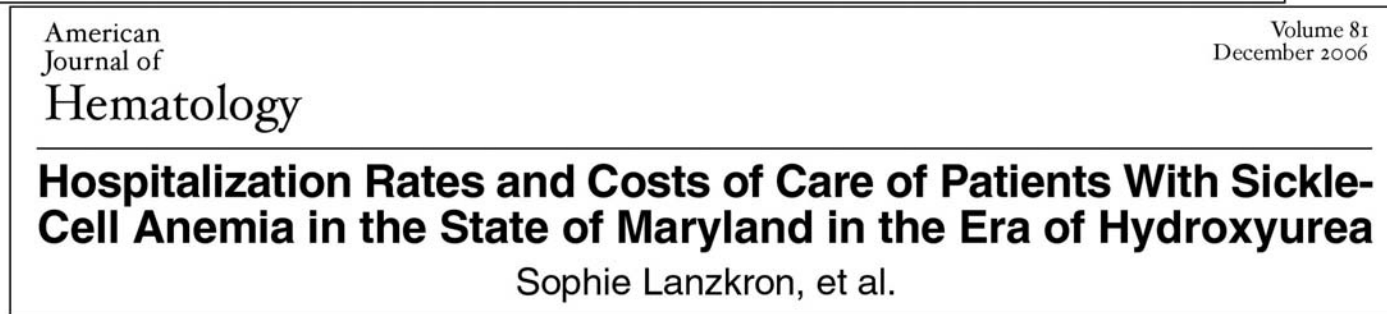 American
Journal of
Hematology
Volume 81
December 2006
Hospitalization Rates and Costs of Care of Patients With Sickle-
Cell Anemia in the State of Maryland in the Era of Hydroxyurea
Sophie Lanzkron, et al.